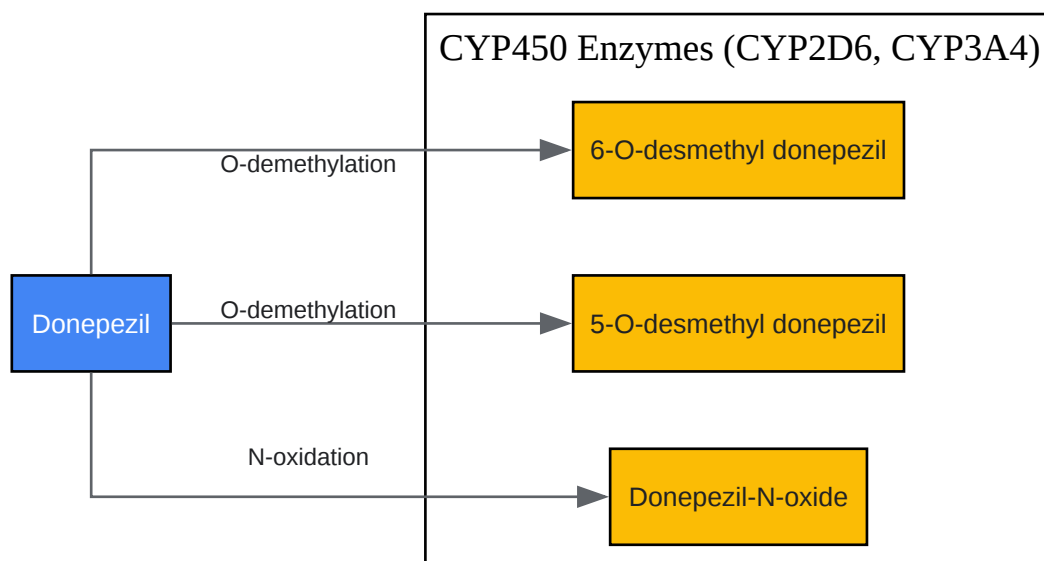 CYP450 Enzymes (CYP2D6, CYP3A4)
6-O-desmethyl donepezil
O-demethylation
Donepezil
O-demethylation
5-O-desmethyl donepezil
N-oxidation
Donepezil-N-oxide